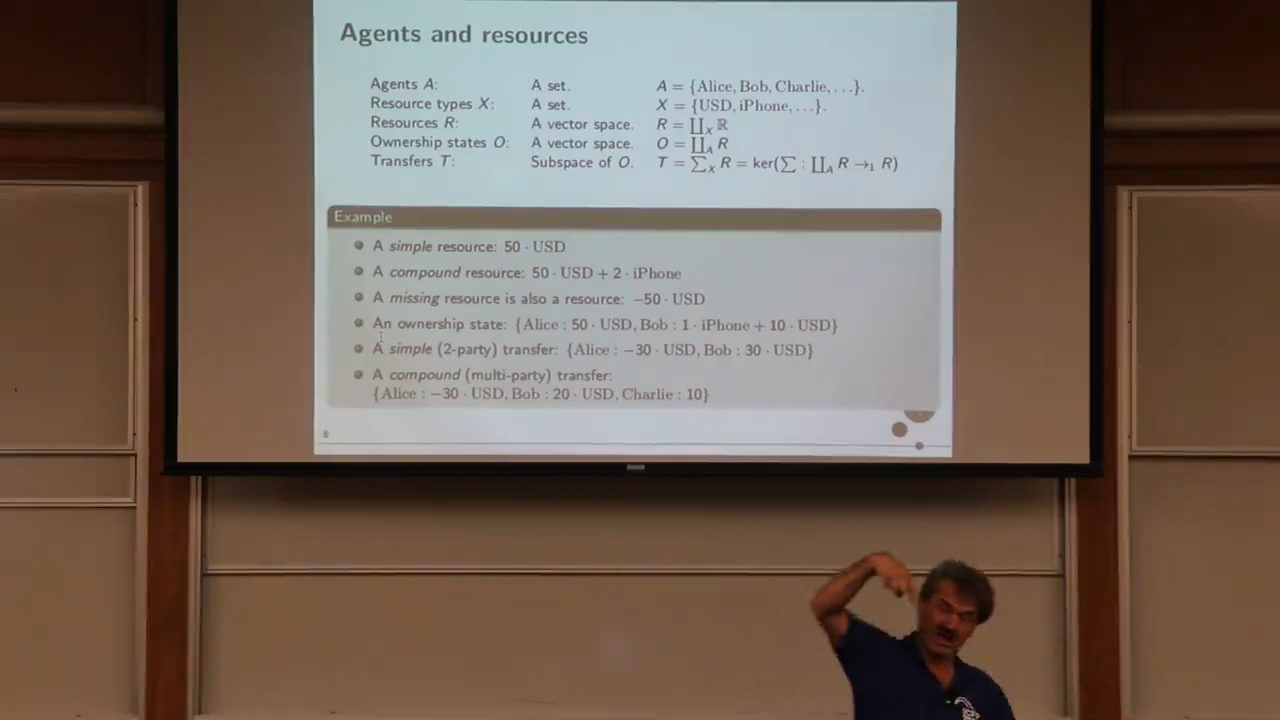 Agents and resources
Agents A: A set. A = {Alice, Bob, Charlie, . . .}.
Resource types X: A set. X = {USD, iPhone, . . .}.
Resources R: A vector space. R = ∐_X ℝ
Ownership states O: A vector space. O = ∐_A R
Transfers T: Subspace of O. T = ∑_X R = ker(∑ : ∐_A R →₁ R)
Example
A simple resource: 50 · USD
A compound resource: 50 · USD + 2 · iPhone
A missing resource is also a resource: −50 · USD
An ownership state: {Alice : 50 · USD, Bob : 1 · iPhone + 10 · USD}
A simple (2-party) transfer: {Alice : −30 · USD, Bob : 30 · USD}
A compound (multi-party) transfer:
{Alice : −30 · USD, Bob : 20 · USD, Charlie : 10}